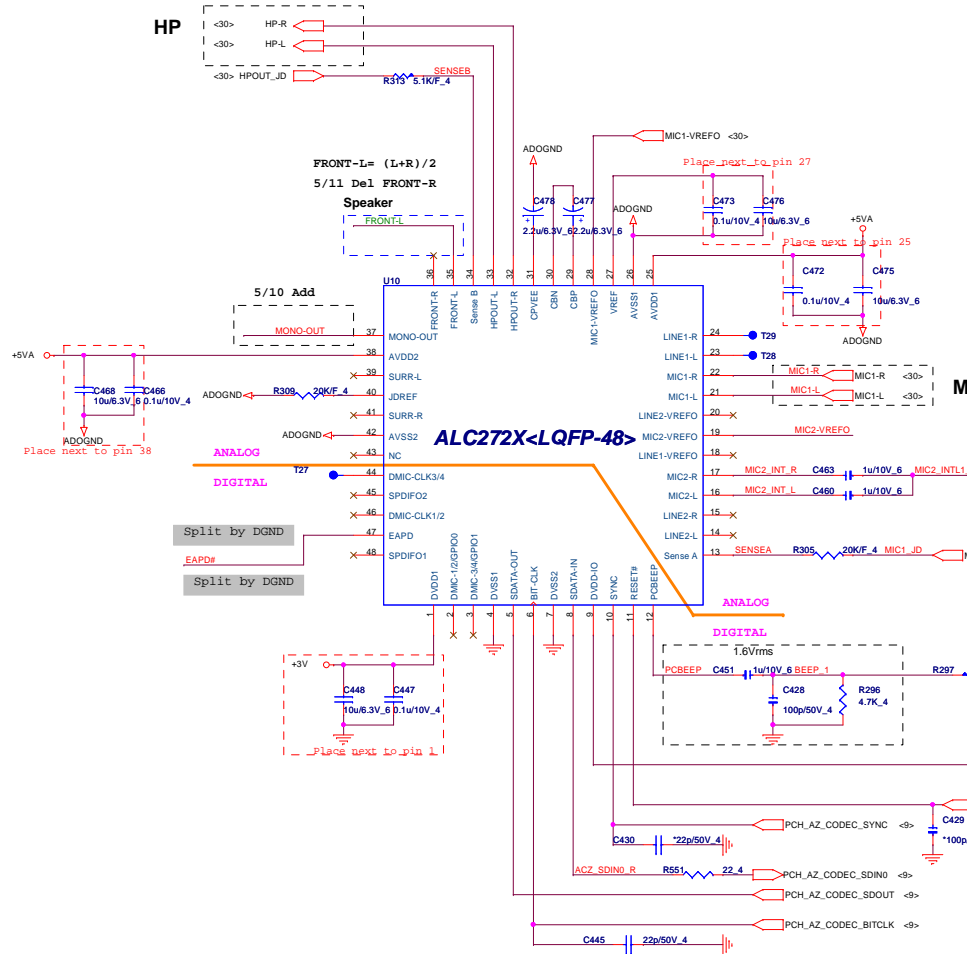 HP
<30> HP-R
<30> HP-L
<30> HPOUT_JD
R313 5.1K/F_4
SENSEB
MIC1-VREFO <30>
ADOGND
FRONT-L= (L+R)/2
5/11 Del FRONT-R
Speaker
FRONT-L
C478
2.2u/6.3V_6
C477
2.2u/6.3V_6
ADOGND
Place next to pin 27
C473
0.1u/10V_4
C476
10u/6.3V_6
+5VA
Place next to pin 25
C472
0.1u/10V_4
C475
10u/6.3V_6
ADOGND
U10
36 FRONT-R
35 FRONT-L
34 Sense B
33 HPOUT-L
32 HPOUT-R
31 CPVEE
30 CBN
29 CBP
28 MIC1-VREFO
27 VREF
26 AVSS1
25 AVDD1
5/10 Add
MONO-OUT
37 MONO-OUT
38 AVDD2
39 SURR-L
40 JDREF
41 SURR-R
42 AVSS2
43 NC
44 DMIC-CLK3/4
45 SPDIFO2
46 DMIC-CLK1/2
47 EAPD
48 SPDIFO1
+5VA
C468
10u/6.3V_6
C466
0.1u/10V_4
ADOGND
Place next to pin 38
ADOGND
R309 20K/F_4
ADOGND
ALC272X<LQFP-48>
ANALOG
DIGITAL
T27
Split by DGND
EAPD#
Split by DGND
LINE1-R 24 T29
LINE1-L 23 T28
MIC1-R 22 MIC1-R MIC1-R <30>
MIC1-L 21 MIC1-L MIC1-L <30>
M
LINE2-VREFO 20
MIC2-VREFO 19 MIC2-VREFO
LINE1-VREFO 18
MIC2-R 17 MIC2_INT_R C463 1u/10V_6 MIC2_INTL1
MIC2-L 16 MIC2_INT_L C460 1u/10V_6
LINE2-R 15
LINE2-L 14
Sense A 13 SENSEA R305 20K/F_4 MIC1_JD
1 DVDD1
2 DMIC-1/2/GPIO0
3 DMIC-3/4/GPIO1
4 DVSS1
5 SDATA-OUT
6 BIT-CLK
7 DVSS2
8 SDATA-IN
9 DVDD-IO
10 SYNC
11 RESET#
12 PCBEEP
ANALOG
DIGITAL
+3V
C448
10u/6.3V_6
C447
0.1u/10V_4
Place next to pin 1
1.6Vrms
PCBEEP C451 1u/10V_6 BEEP_1
R297
C428
100p/50V_4
R296
4.7K_4
PCH_AZ_CODEC_SYNC <9>
C429
*100p
C430 *22p/50V_4
ACZ_SDIN0_R R551 22_4 PCH_AZ_CODEC_SDIN0 <9>
PCH_AZ_CODEC_SDOUT <9>
PCH_AZ_CODEC_BITCLK <9>
C445 22p/50V_4